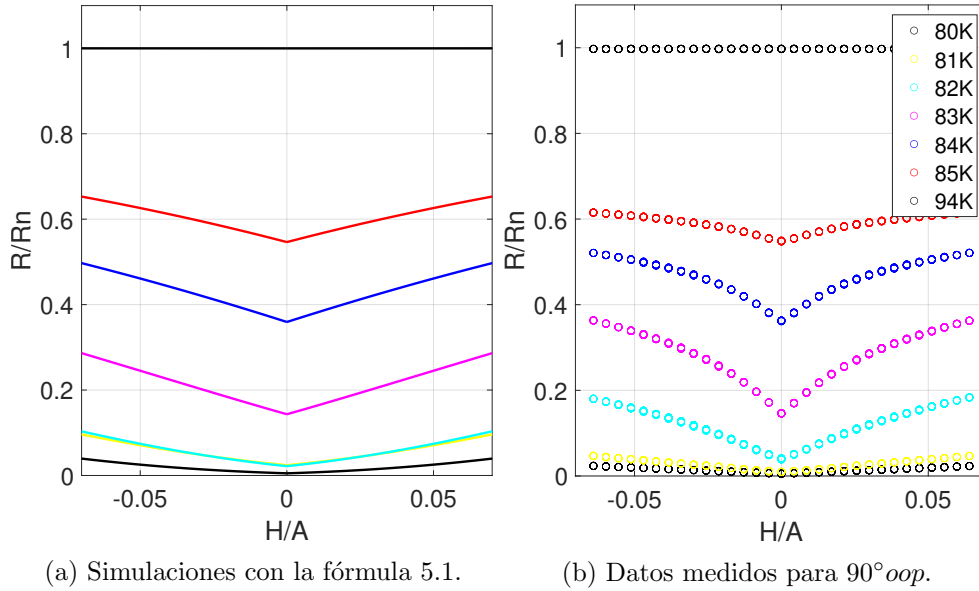 1
0.8
0.6
0.4
0.2
0
R/Rn
-0.05
0
0.05
H/A
1
0.8
0.6
0.4
0.2
0
R/Rn
-0.05
0
0.05
H/A
80K
81K
82K
83K
84K
85K
94K
(a) Simulaciones con la fórmula 5.1.
(b) Datos medidos para 90°oop.